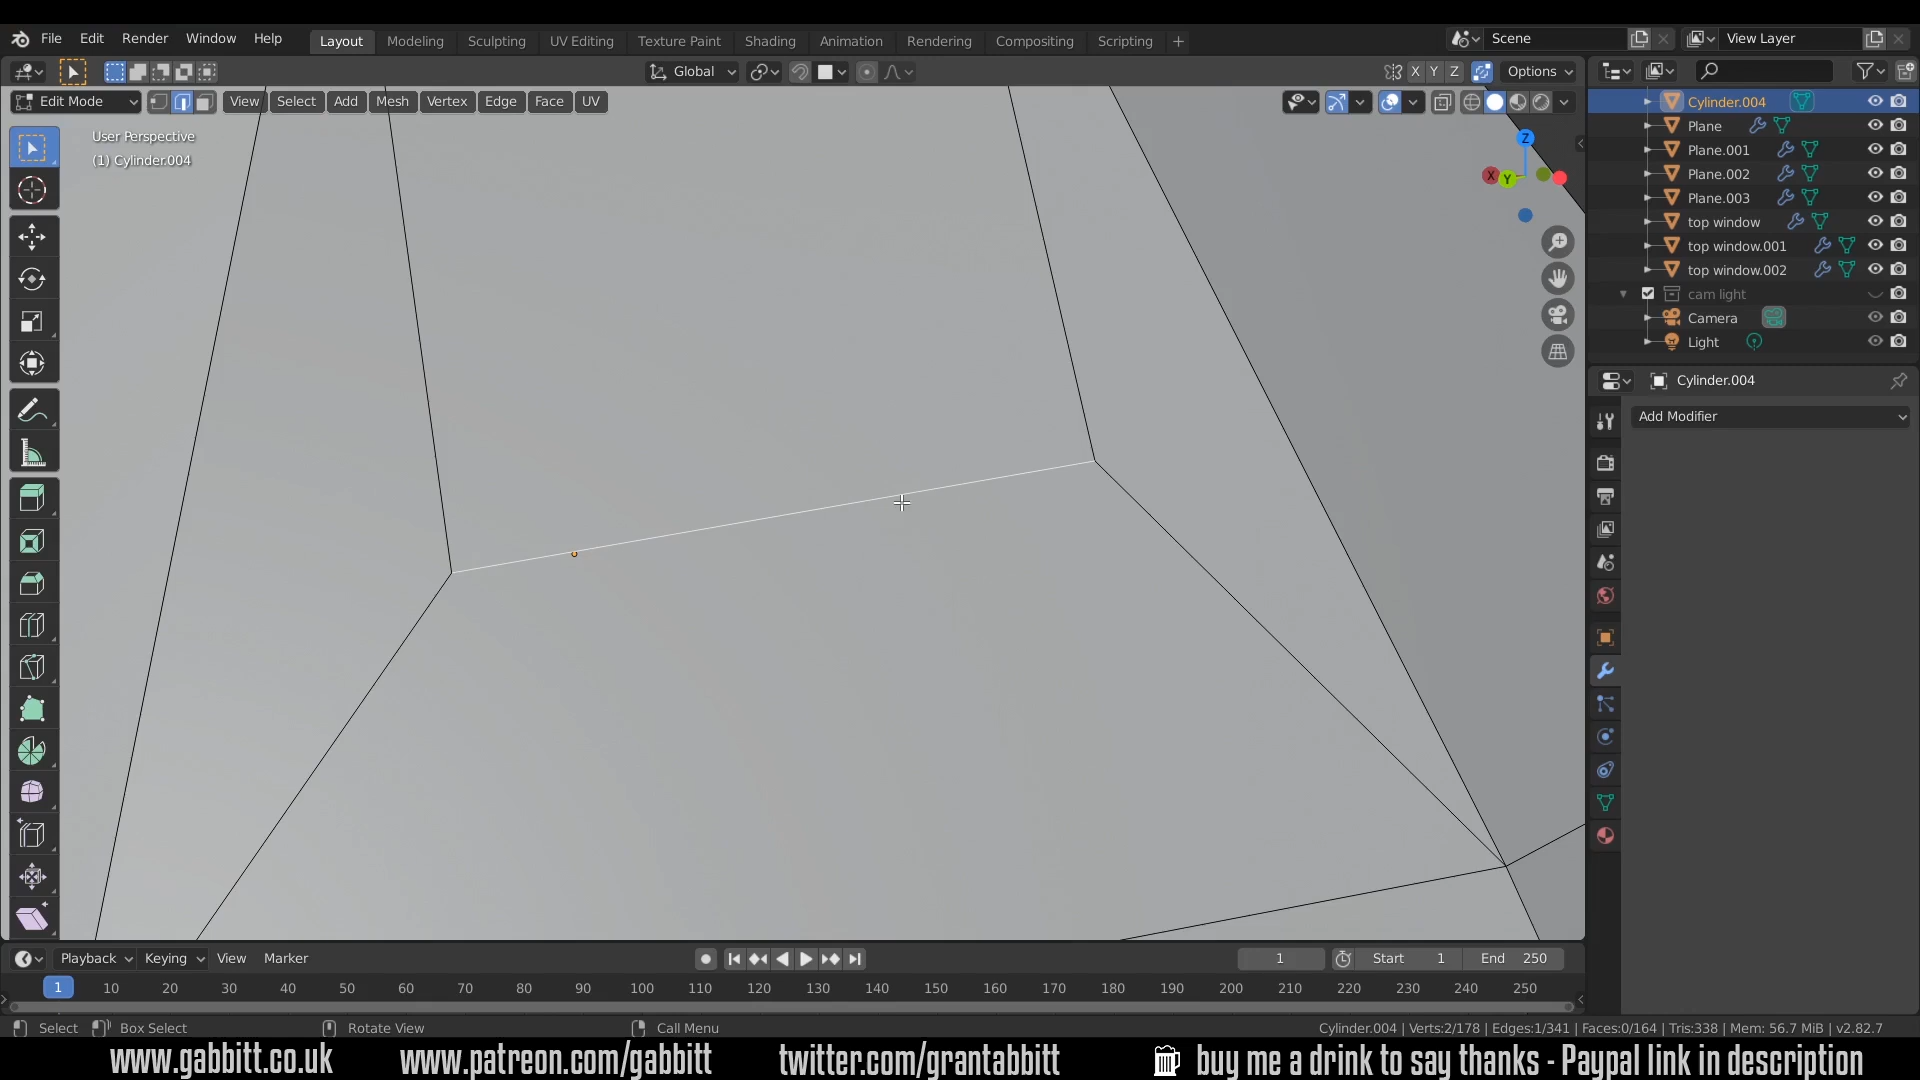 File Edit Render Window Help Layout Modeling Sculpting UV Editing Texture Paint Shading Animation Rendering Compositing Scripting + Scene View Layer
Global X Y Z Options
Edit Mode View Select Add Mesh Vertex Edge Face UV
User Perspective
(1) Cylinder.004
Z
X Y
Cylinder.004
Plane
Plane.001
Plane.002
Plane.003
top window
top window.001
top window.002
cam light
Camera
Light
Cylinder.004
Add Modifier
Playback Keying View Marker 1 Start 1 End 250
1 10 20 30 40 50 60 70 80 90 100 110 120 130 140 150 160 170 180 190 200 210 220 230 240 250
Select Box Select Rotate View Call Menu Cylinder.004 | Verts:2/178 | Edges:1/341 | Faces:0/164 | Tris:338 | Mem: 56.7 MiB | v2.82.7
www.gabbitt.co.uk www.patreon.com/gabbitt twitter.com/grantabbitt buy me a drink to say thanks - Paypal link in description